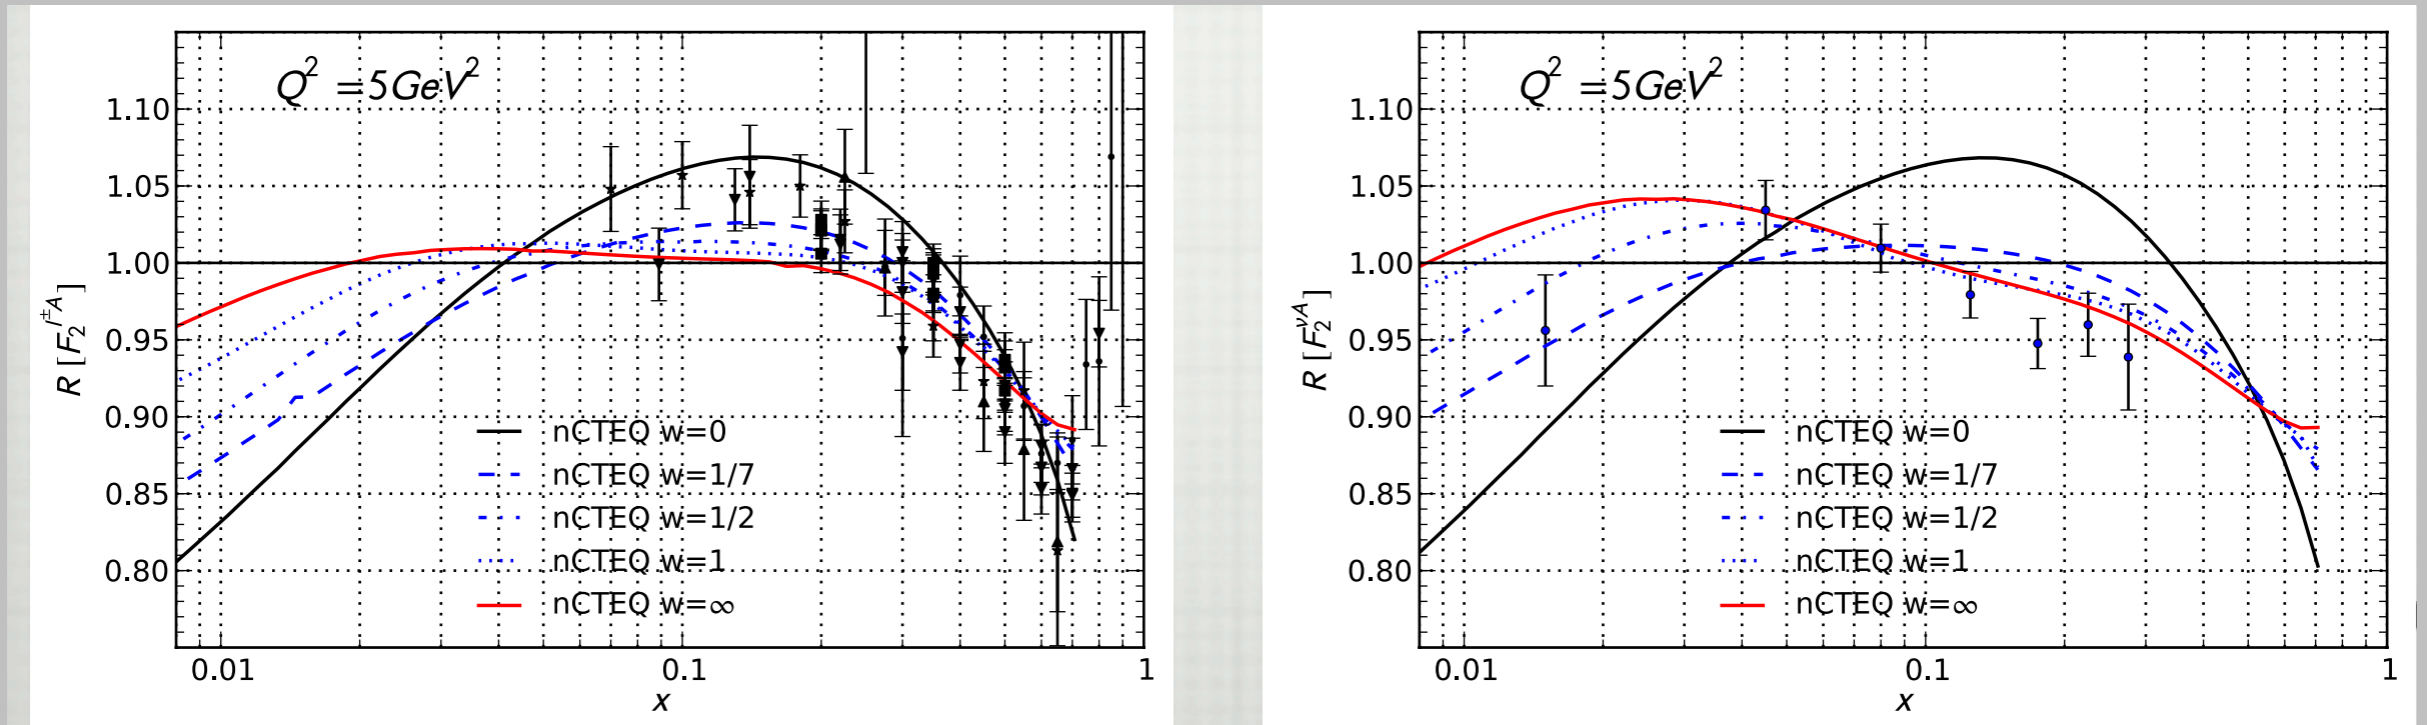 Q² =5GeV²
R [F₂^{l±A}]
1.10
1.05
1.00
0.95
0.90
0.85
0.80
nCTEQ w=0
nCTEQ w=1/7
nCTEQ w=1/2
nCTEQ w=1
nCTEQ w=∞
0.01
0.1
1
x
Q² =5GeV²
R [F₂^{νA}]
1.10
1.05
1.00
0.95
0.90
0.85
0.80
nCTEQ w=0
nCTEQ w=1/7
nCTEQ w=1/2
nCTEQ w=1
nCTEQ w=∞
0.01
0.1
1
x